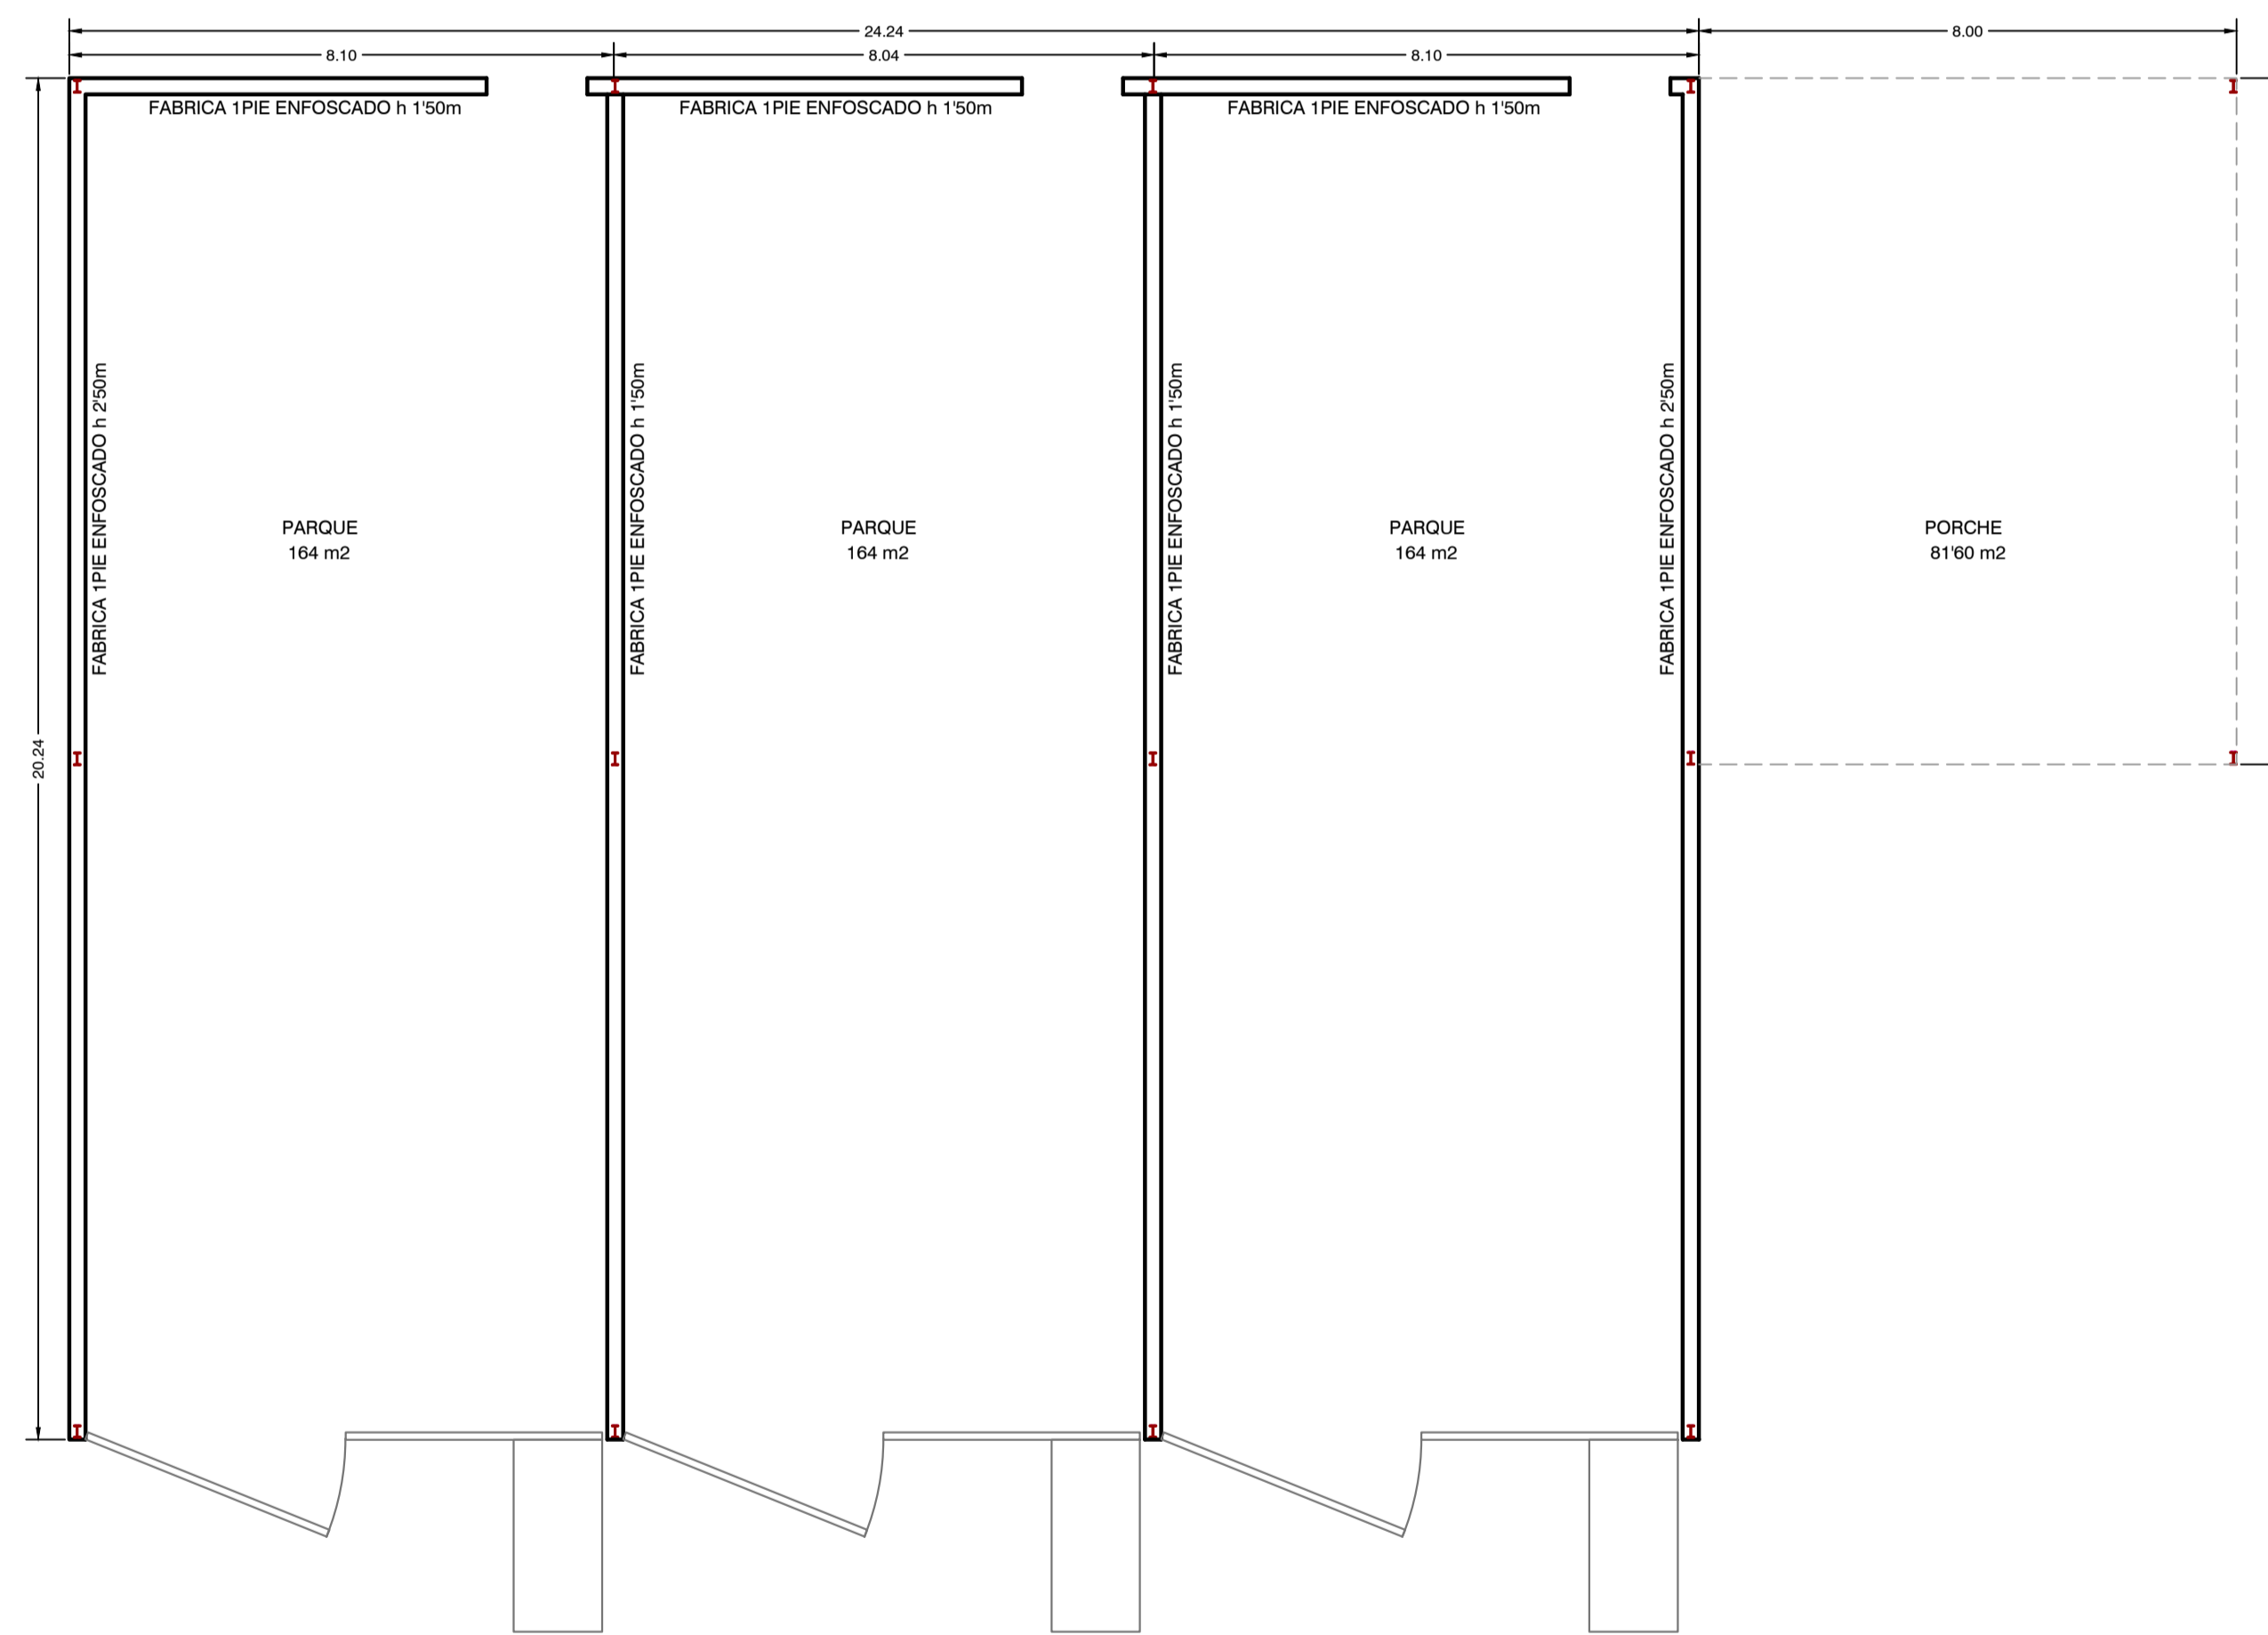 24.24
8.00
8.10
8.04
8.10
FABRICA 1PIE ENFOSCADO h 1'50m
FABRICA 1PIE ENFOSCADO h 1'50m
FABRICA 1PIE ENFOSCADO h 1'50m
FABRICA 1PIE ENFOSCADO h 2'50m
FABRICA 1PIE ENFOSCADO h 1'50m
FABRICA 1PIE ENFOSCADO h 1'50m
FABRICA 1PIE ENFOSCADO h 2'50m
PARQUE
164 m2
PARQUE
164 m2
PARQUE
164 m2
PORCHE
81'60 m2
20.24